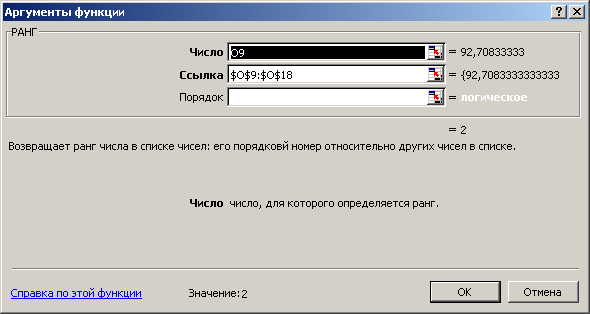 Аргументы функции
РАНГ
Число O9 = 92,70833333
Ссылка $O$9:$O$18 = {92,7083333333333
Порядок = логическое
= 2
Возвращает ранг числа в списке чисел: его порядковй номер относительно других чисел в списке.
Число число, для которого определяется ранг.
Справка по этой функции Значение:2 OK Отмена